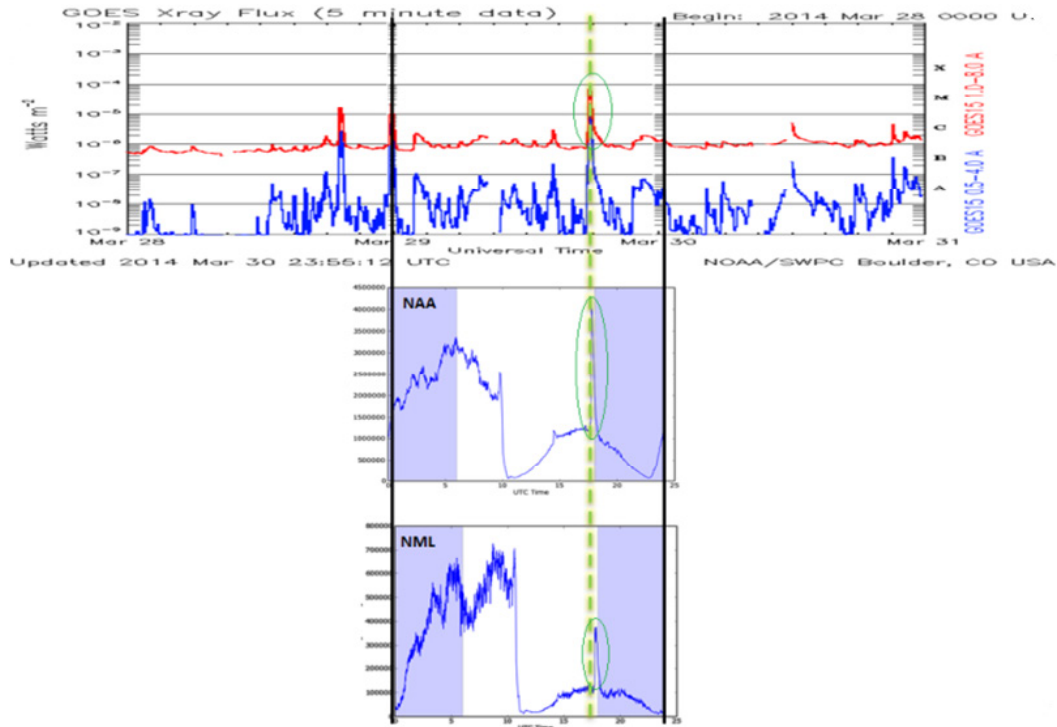 GOES Xray Flux (5 minute data) Begin: 2014 Mar 28 0000 U.
10⁻²
10⁻³
10⁻⁴
10⁻⁵
10⁻⁶
10⁻⁷
10⁻⁸
10⁻⁹
Watts m⁻²
X
M
C
B
A
GOES15 0.5-4.0 A GOES15 1.0-8.0 A
Mar 28 Mar 29 Mar 30 Mar 31
Universal Time
Updated 2014 Mar 30 23:55:12 UTC NOAA/SWPC Boulder, CO USA
NAA
4500000
4000000
3500000
3000000
2500000
2000000
1500000
1000000
500000
0
0 5 10 15 20 25
UTC Time
NML
800000
700000
600000
500000
400000
300000
200000
100000
0
0 5 10 15 20 25
UTC Time